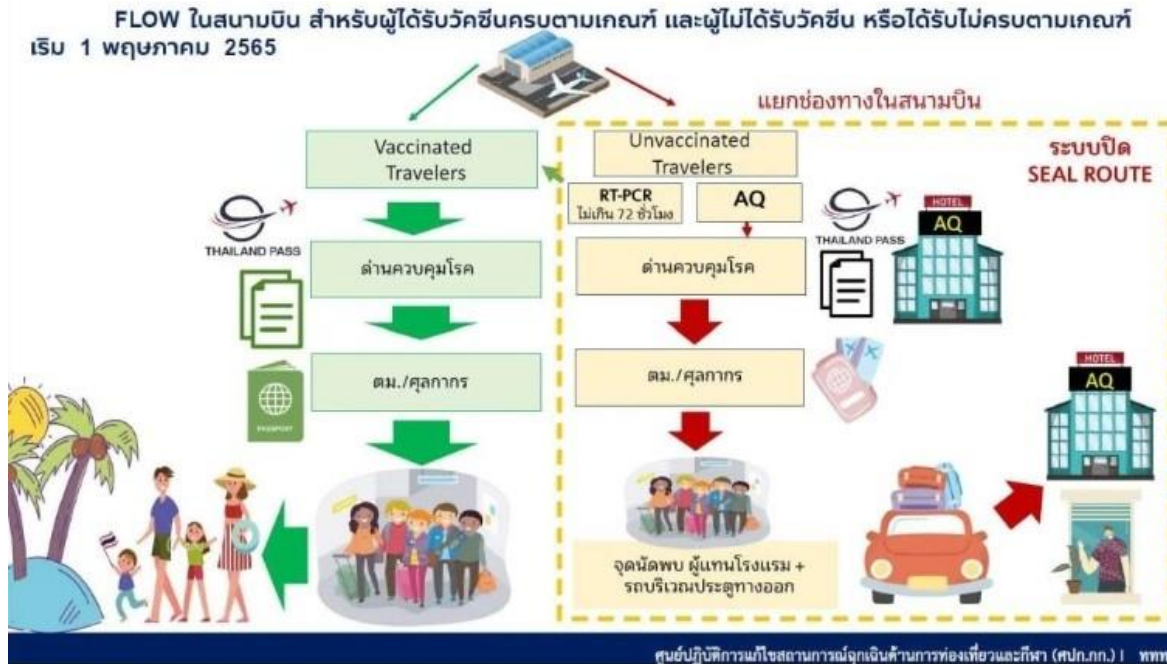 FLOW ในสนามบิน สำหรับผู้ได้รับวัคซีนครบตามเกณฑ์ และผู้ไม่ได้รับวัคซีน หรือได้รับไม่ครบตามเกณฑ์
เริ่ม 1 พฤษภาคม 2565
แยกช่องทางในสนามบิน
Vaccinated
Travelers
Unvaccinated
Travelers
ระบบปิด
SEAL ROUTE
RT-PCR
ไม่เกิน 72 ชั่วโมง
AQ
THAILAND PASS
THAILAND PASS
HOTEL
AQ
ด่านควบคุมโรค
ด่านควบคุมโรค
ตม./ศุลกากร
ตม./ศุลกากร
PASSPORT
HOTEL
AQ
จุดนัดพบ ผู้แทนโรงแรม +
รถบริเวณประตูทางออก
ศูนย์ปฏิบัติการแก้ไขสถานการณ์ฉุกเฉินด้านการท่องเที่ยวและกีฬา (ศปก.กก.) |